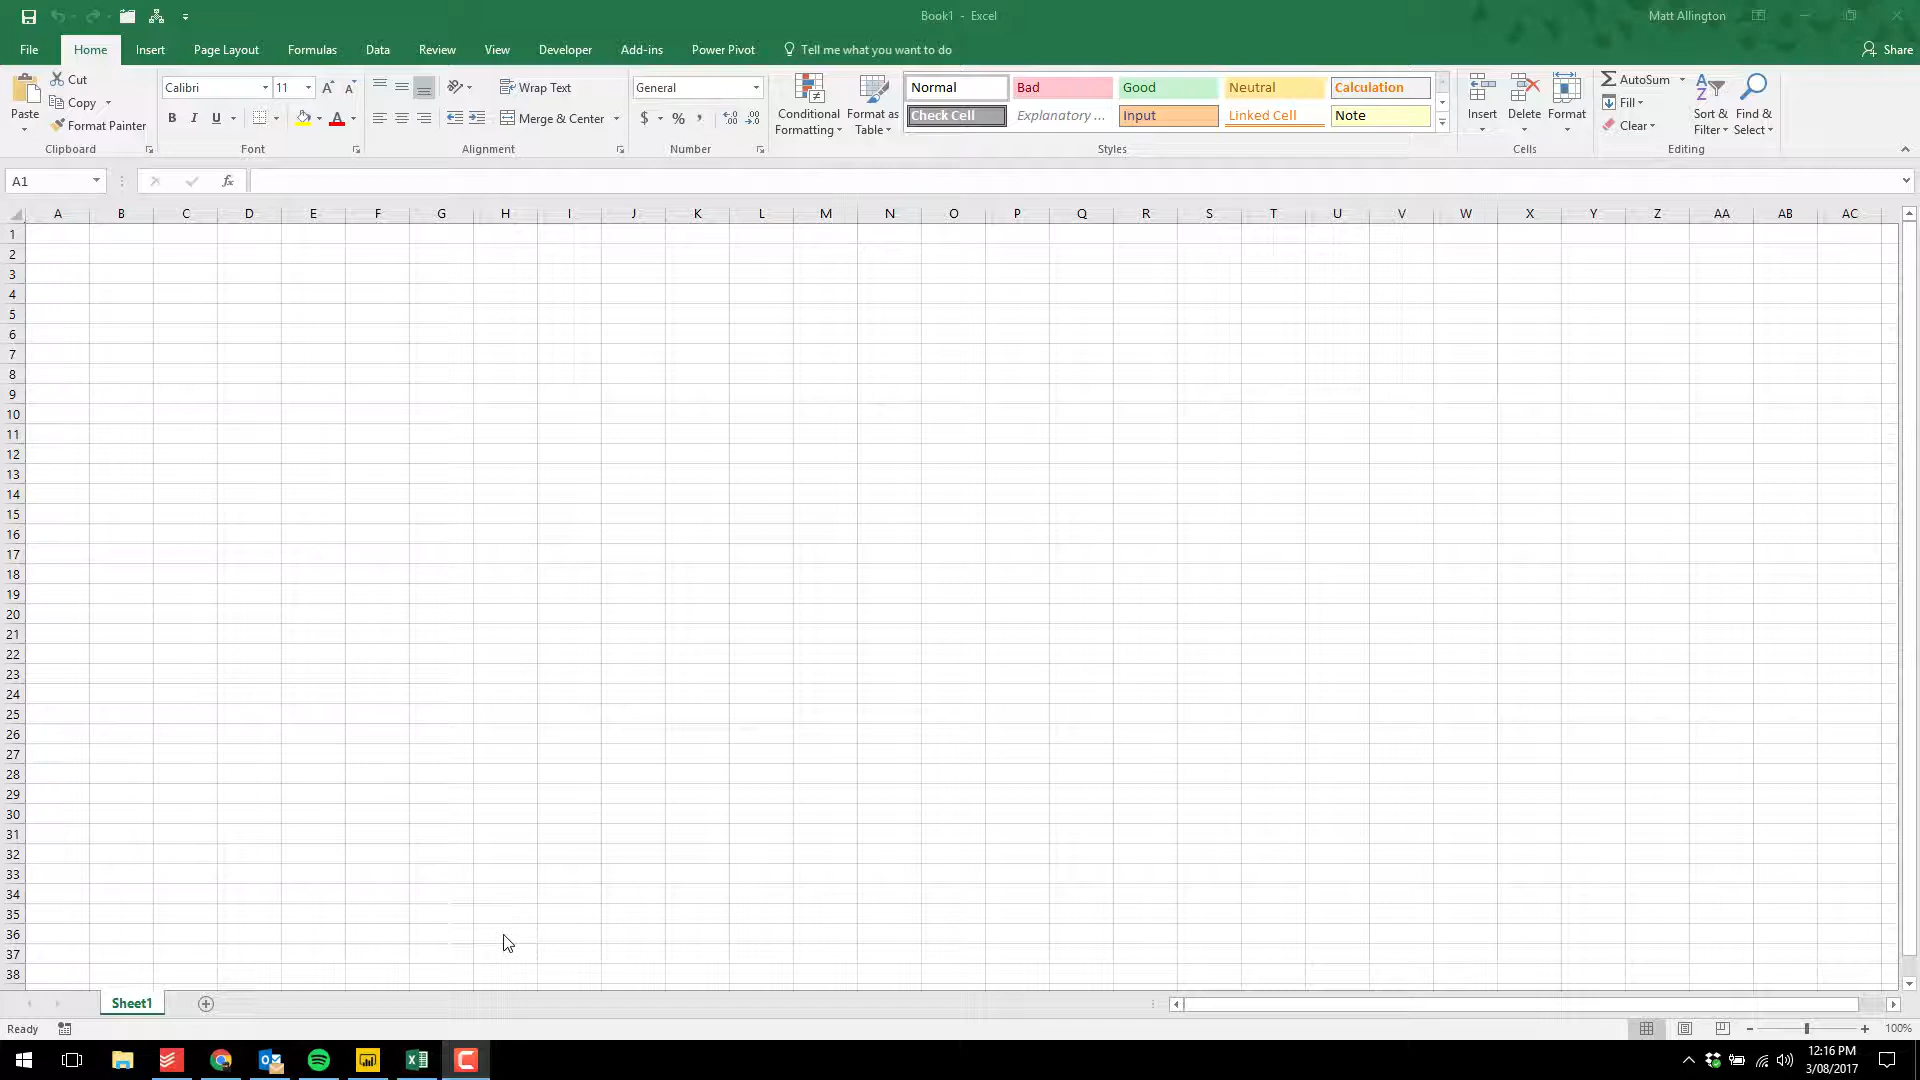 Book1 - Excel
Matt Allington
File Home Insert Page Layout Formulas Data Review View Developer Add-ins Power Pivot Tell me what you want to do
Share
Paste
Cut
Copy
Format Painter
Clipboard
Calibri 11
B I U
Font
Wrap Text
Merge & Center
Alignment
General
$ % ,
Number
Conditional Formatting
Format as Table
Normal Bad Good Neutral Calculation
Check Cell Explanatory ... Input Linked Cell Note
Styles
Insert Delete Format
Cells
AutoSum
Fill
Clear
Sort & Filter
Find & Select
Editing
A1
fx
A B C D E F G H I J K L M N O P Q R S T U V W X Y Z AA AB AC
1
2
3
4
5
6
7
8
9
10
11
12
13
14
15
16
17
18
19
20
21
22
23
24
25
26
27
28
29
30
31
32
33
34
35
36
37
38
Sheet1
Ready
100%
12:16 PM
3/08/2017